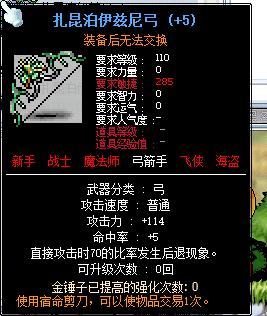 扎昆泊伊兹尼弓 (+5)
装备后无法交换
要求等级: 110
要求力量: 0
要求敏捷: 285
要求智力: 0
要求运气: 0
要求人气度: -
道具等级: -
道具经验值: -
新手 战士 魔法师 弓箭手 飞侠 海盗
武器分类 : 弓
攻击速度 : 普通
攻击力 : +114
命中率 : +5
直接攻击时70的比率发生后退现象。
可升级次数 : 0回
金锤子已提高的强化次数: 0
使用宿命剪刀，可以使物品交易1次。